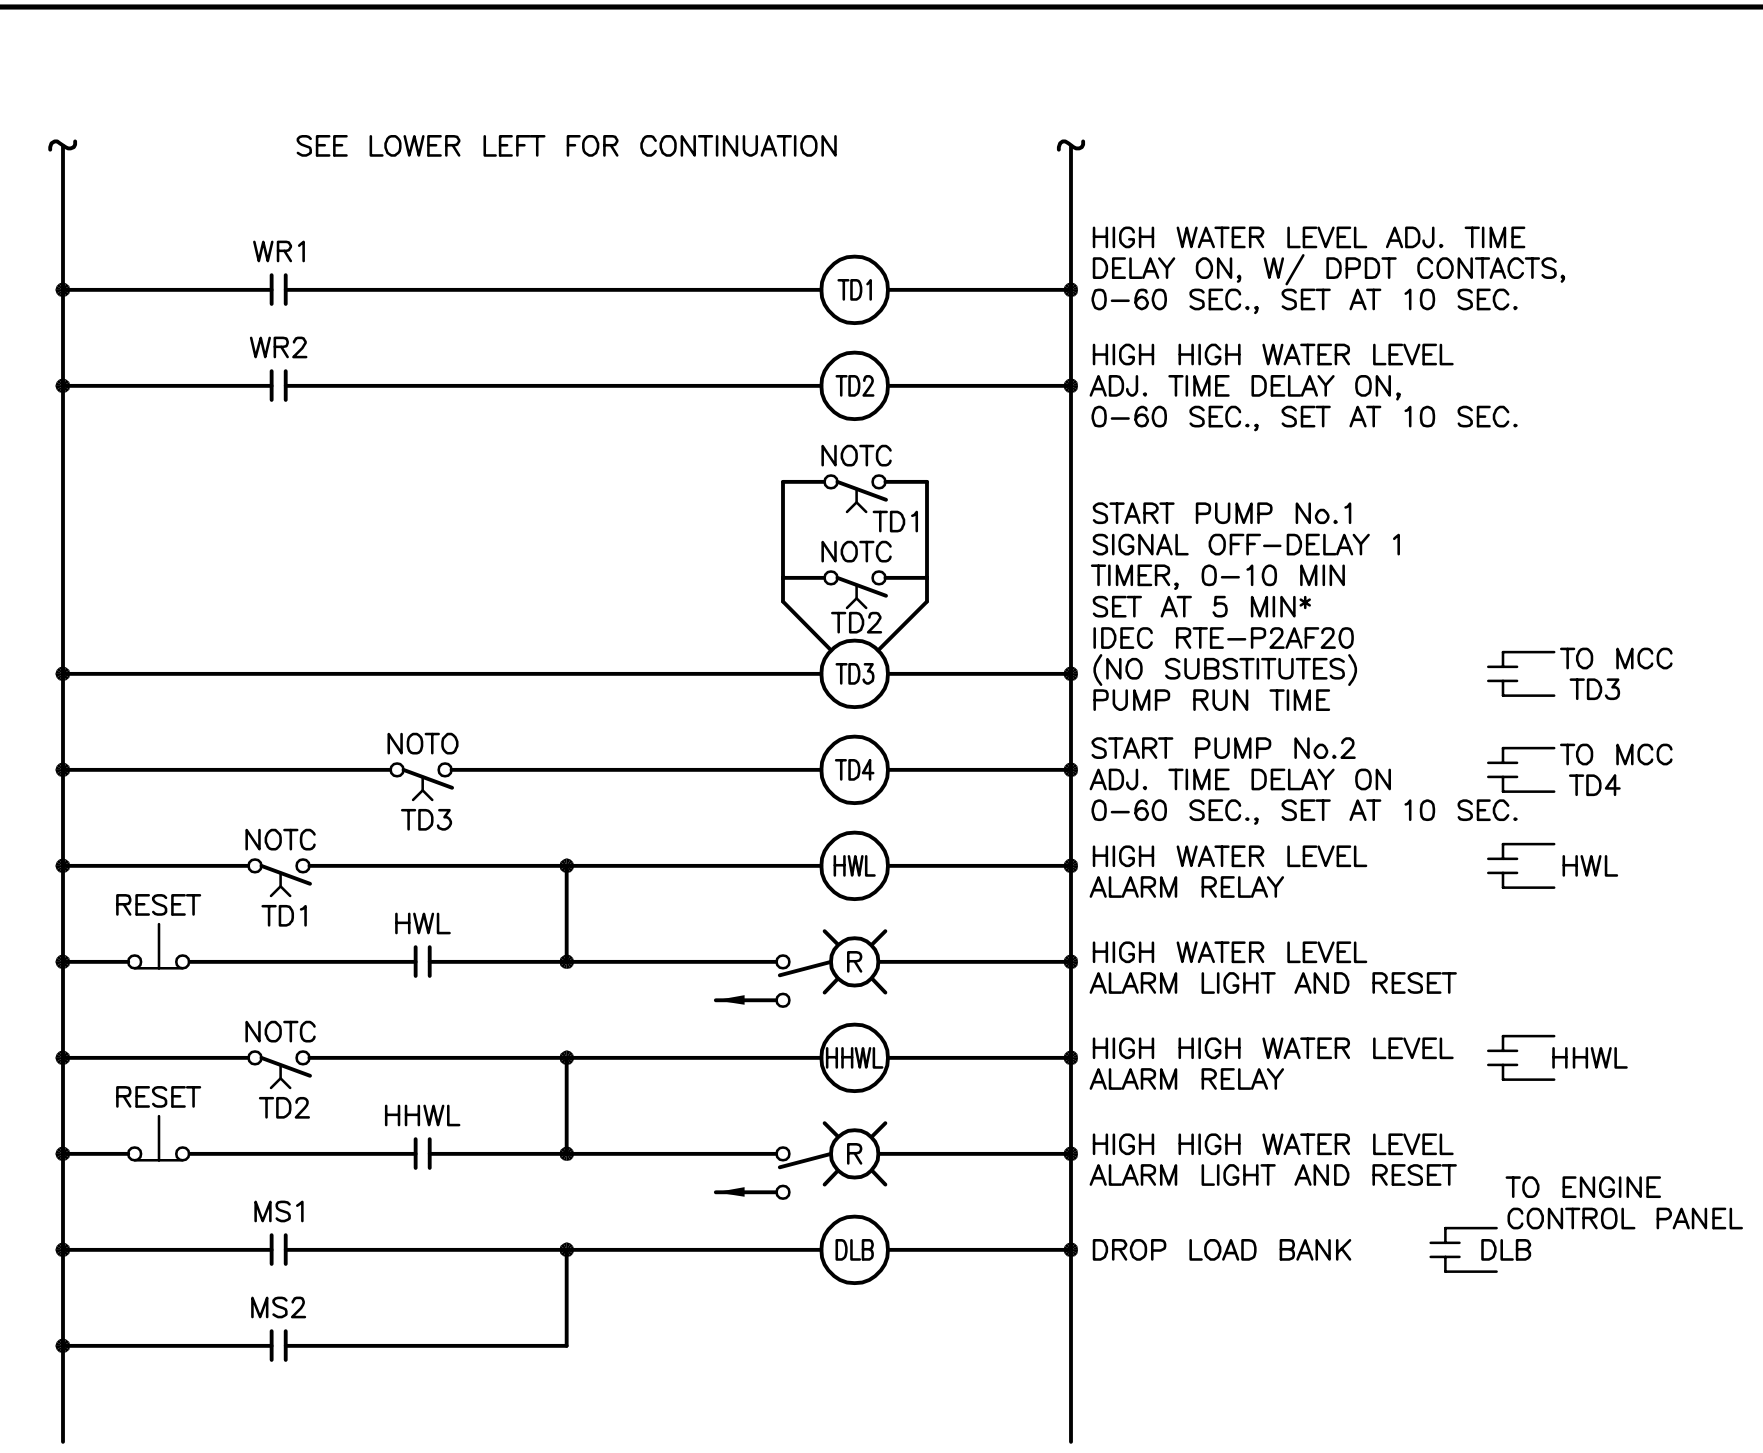 SEE LOWER LEFT FOR CONTINUATION
WR1
TD1
HIGH WATER LEVEL ADJ. TIME
DELAY ON, W/ DPDT CONTACTS,
0-60 SEC., SET AT 10 SEC.
WR2
TD2
HIGH HIGH WATER LEVEL
ADJ. TIME DELAY ON,
0-60 SEC., SET AT 10 SEC.
NOTC
TD1
NOTC
TD2
TD3
START PUMP No.1
SIGNAL OFF-DELAY 1
TIMER, 0-10 MIN
SET AT 5 MIN*
IDEC RTE-P2AF20
(NO SUBSTITUTES)
PUMP RUN TIME
TO MCC
TD3
NOTO
TD3
TD4
START PUMP No.2
ADJ. TIME DELAY ON
0-60 SEC., SET AT 10 SEC.
TO MCC
TD4
NOTC
TD1
HWL
HIGH WATER LEVEL
ALARM RELAY
HWL
RESET
HWL
R
HIGH WATER LEVEL
ALARM LIGHT AND RESET
NOTC
TD2
HHWL
HIGH HIGH WATER LEVEL
ALARM RELAY
HHWL
RESET
HHWL
R
HIGH HIGH WATER LEVEL
ALARM LIGHT AND RESET
MS1
DLB
DROP LOAD BANK
TO ENGINE
CONTROL PANEL
DLB
MS2